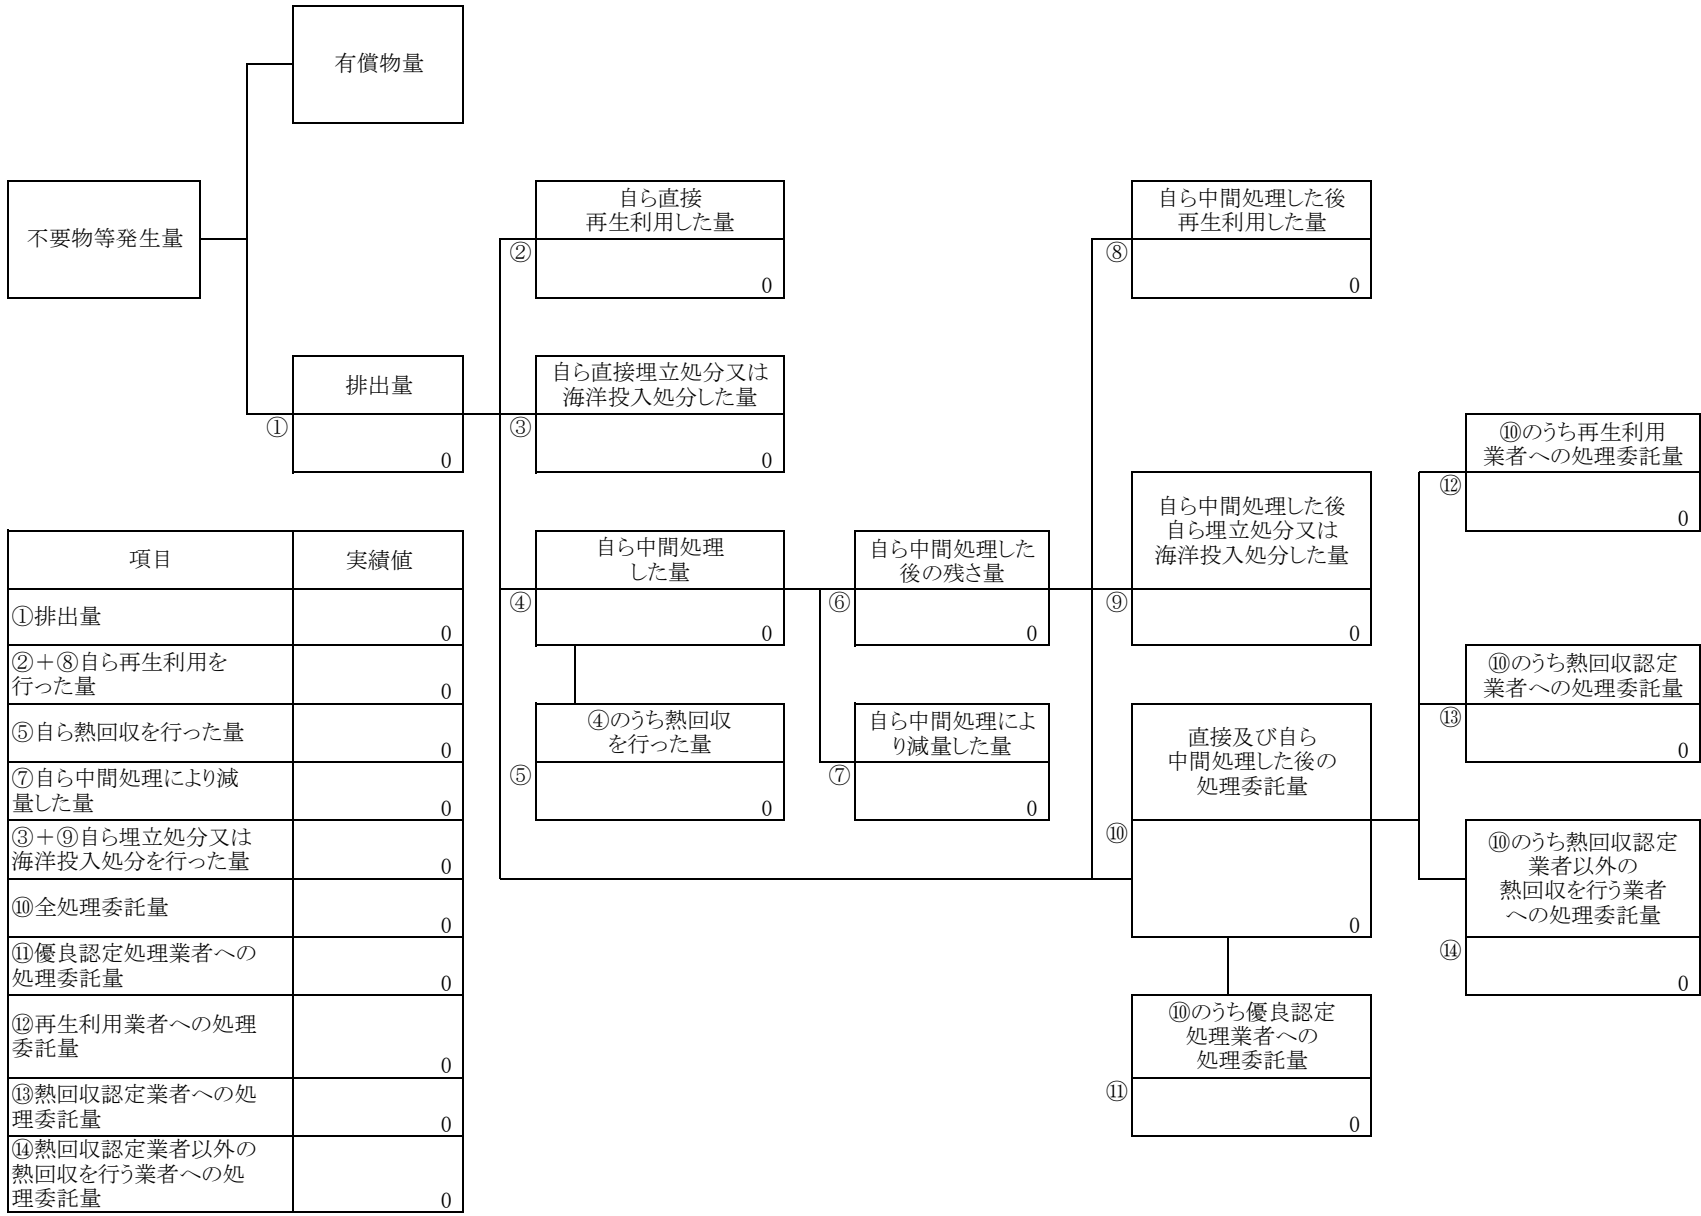 有償物量
不要物等発生量
自ら直接
再生利用した量
②
0
自ら中間処理した後
再生利用した量
⑧
0
排出量
①
0
自ら直接埋立処分又は
海洋投入処分した量
③
0
⑩のうち再生利用
業者への処理委託量
⑫
0
自ら中間処理した後
自ら埋立処分又は
海洋投入処分した量
⑨
0
自ら中間処理
した量
④
0
自ら中間処理した
後の残さ量
⑥
0
⑩のうち熱回収認定
業者への処理委託量
⑬
0
④のうち熱回収
を行った量
⑤
0
自ら中間処理によ
り減量した量
⑦
0
直接及び自ら
中間処理した後の
処理委託量
⑩
0
⑩のうち熱回収認定
業者以外の
熱回収を行う業者
への処理委託量
⑭
0
⑩のうち優良認定
処理業者への
処理委託量
⑪
0
項目 実績値
①排出量
0
②＋⑧自ら再生利用を
行った量
0
⑤自ら熱回収を行った量
0
⑦自ら中間処理により減
量した量
0
③＋⑨自ら埋立処分又は
海洋投入処分を行った量
0
⑩全処理委託量
0
⑪優良認定処理業者への
処理委託量
0
⑫再生利用業者への処理
委託量
0
⑬熱回収認定業者への処
理委託量
0
⑭熱回収認定業者以外の
熱回収を行う業者への処
理委託量
0